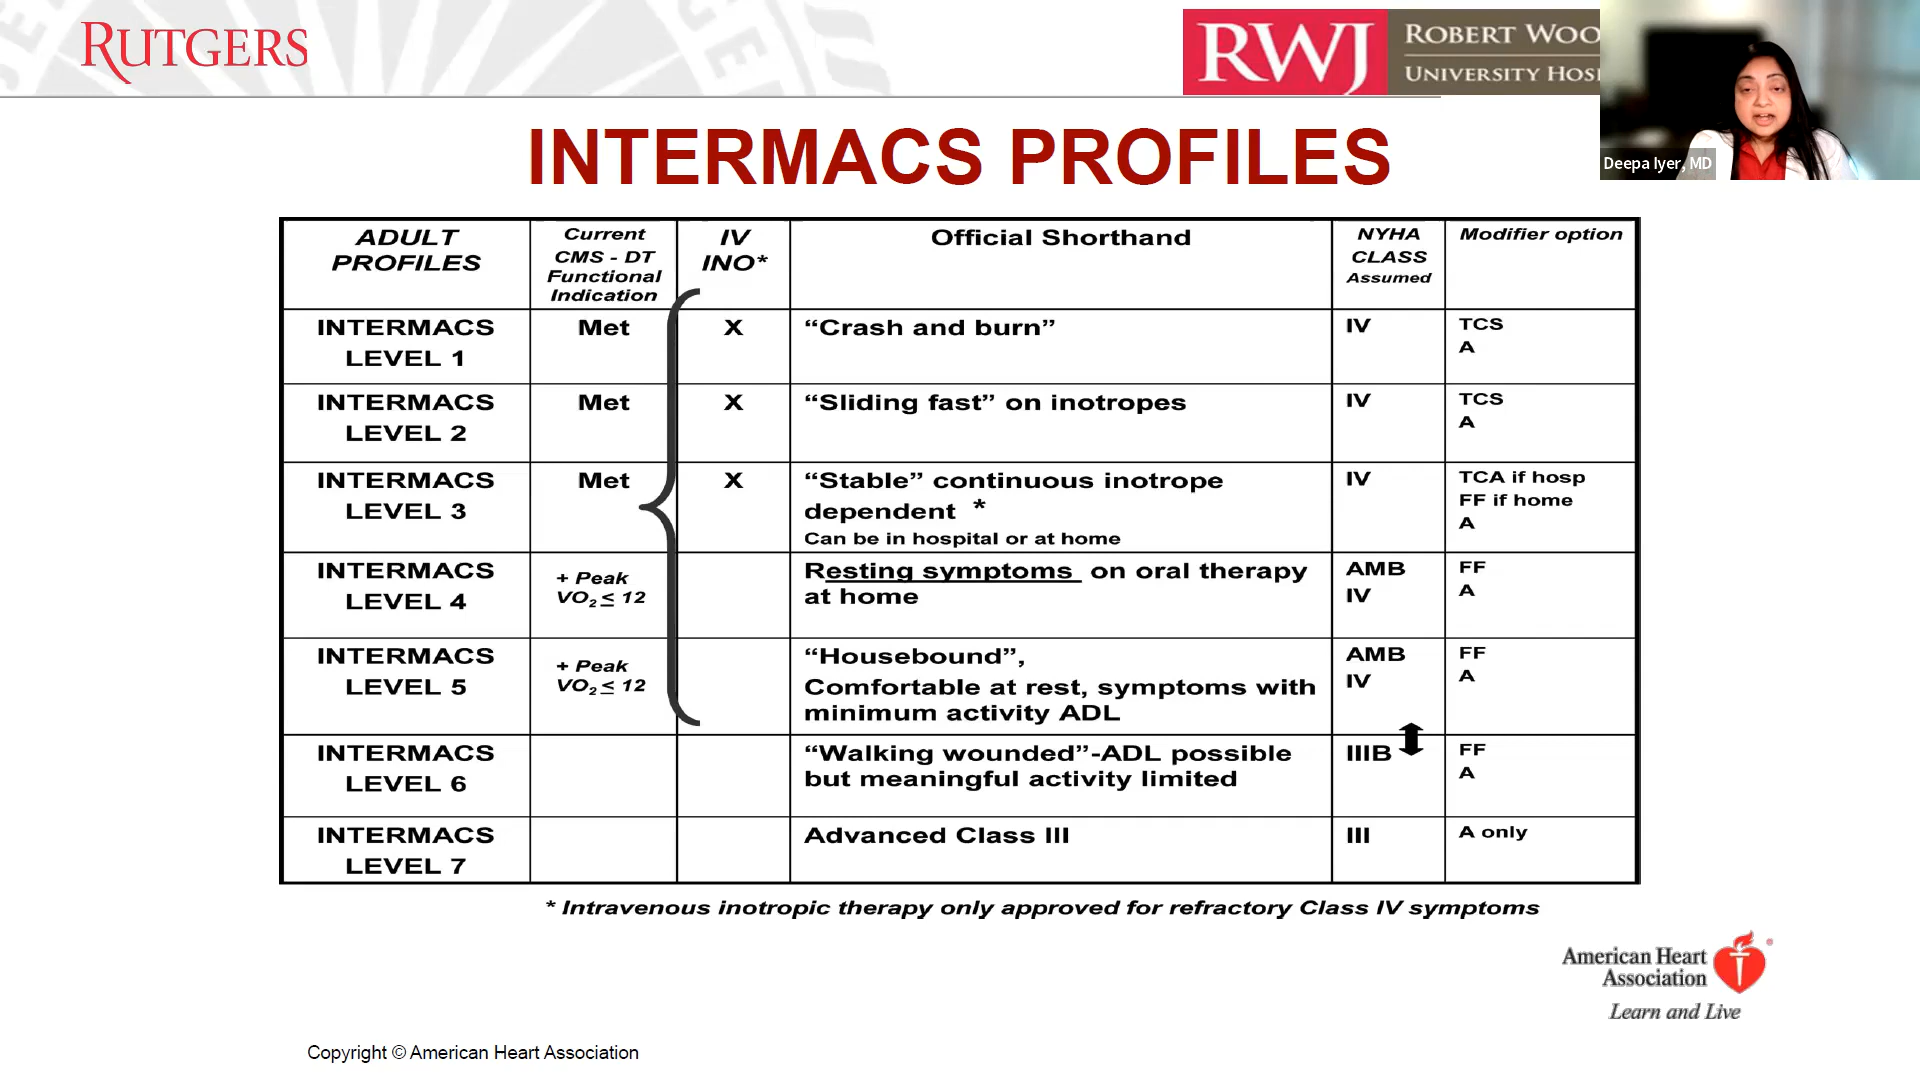 RUTGERS
RWJ
ROBERT WOO
UNIVERSITY HOSI
Deepa Iyer, MD
INTERMACS PROFILES
ADULT PROFILES
Current CMS - DT Functional Indication
IV INO*
Official Shorthand
NYHA CLASS Assumed
Modifier option
INTERMACS LEVEL 1
Met
X
“Crash and burn”
IV
TCS
A
INTERMACS LEVEL 2
Met
X
“Sliding fast” on inotropes
IV
TCS
A
INTERMACS LEVEL 3
Met
X
“Stable” continuous inotrope
dependent *
Can be in hospital or at home
IV
TCA if hosp
FF if home
A
INTERMACS LEVEL 4
+ Peak
VO₂ ≤ 12
Resting symptoms on oral therapy
at home
AMB
IV
FF
A
INTERMACS LEVEL 5
+ Peak
VO₂ ≤ 12
“Housebound”,
Comfortable at rest, symptoms with
minimum activity ADL
AMB
IV
FF
A
INTERMACS LEVEL 6
“Walking wounded”-ADL possible
but meaningful activity limited
IIIB
FF
A
INTERMACS LEVEL 7
Advanced Class III
III
A only
* Intravenous inotropic therapy only approved for refractory Class IV symptoms
American Heart
Association
®
Learn and Live
Copyright © American Heart Association